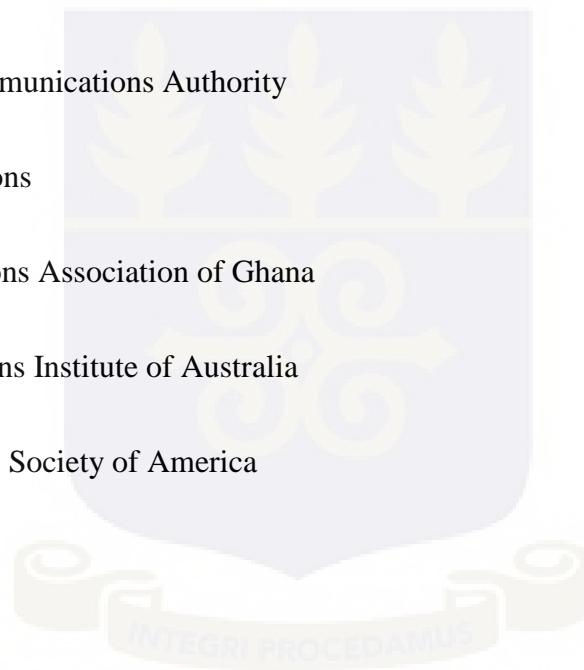 munications Authority
ons
ons Association of Ghana
ns Institute of Australia
Society of America
INTEGRI PROCEDAMUS